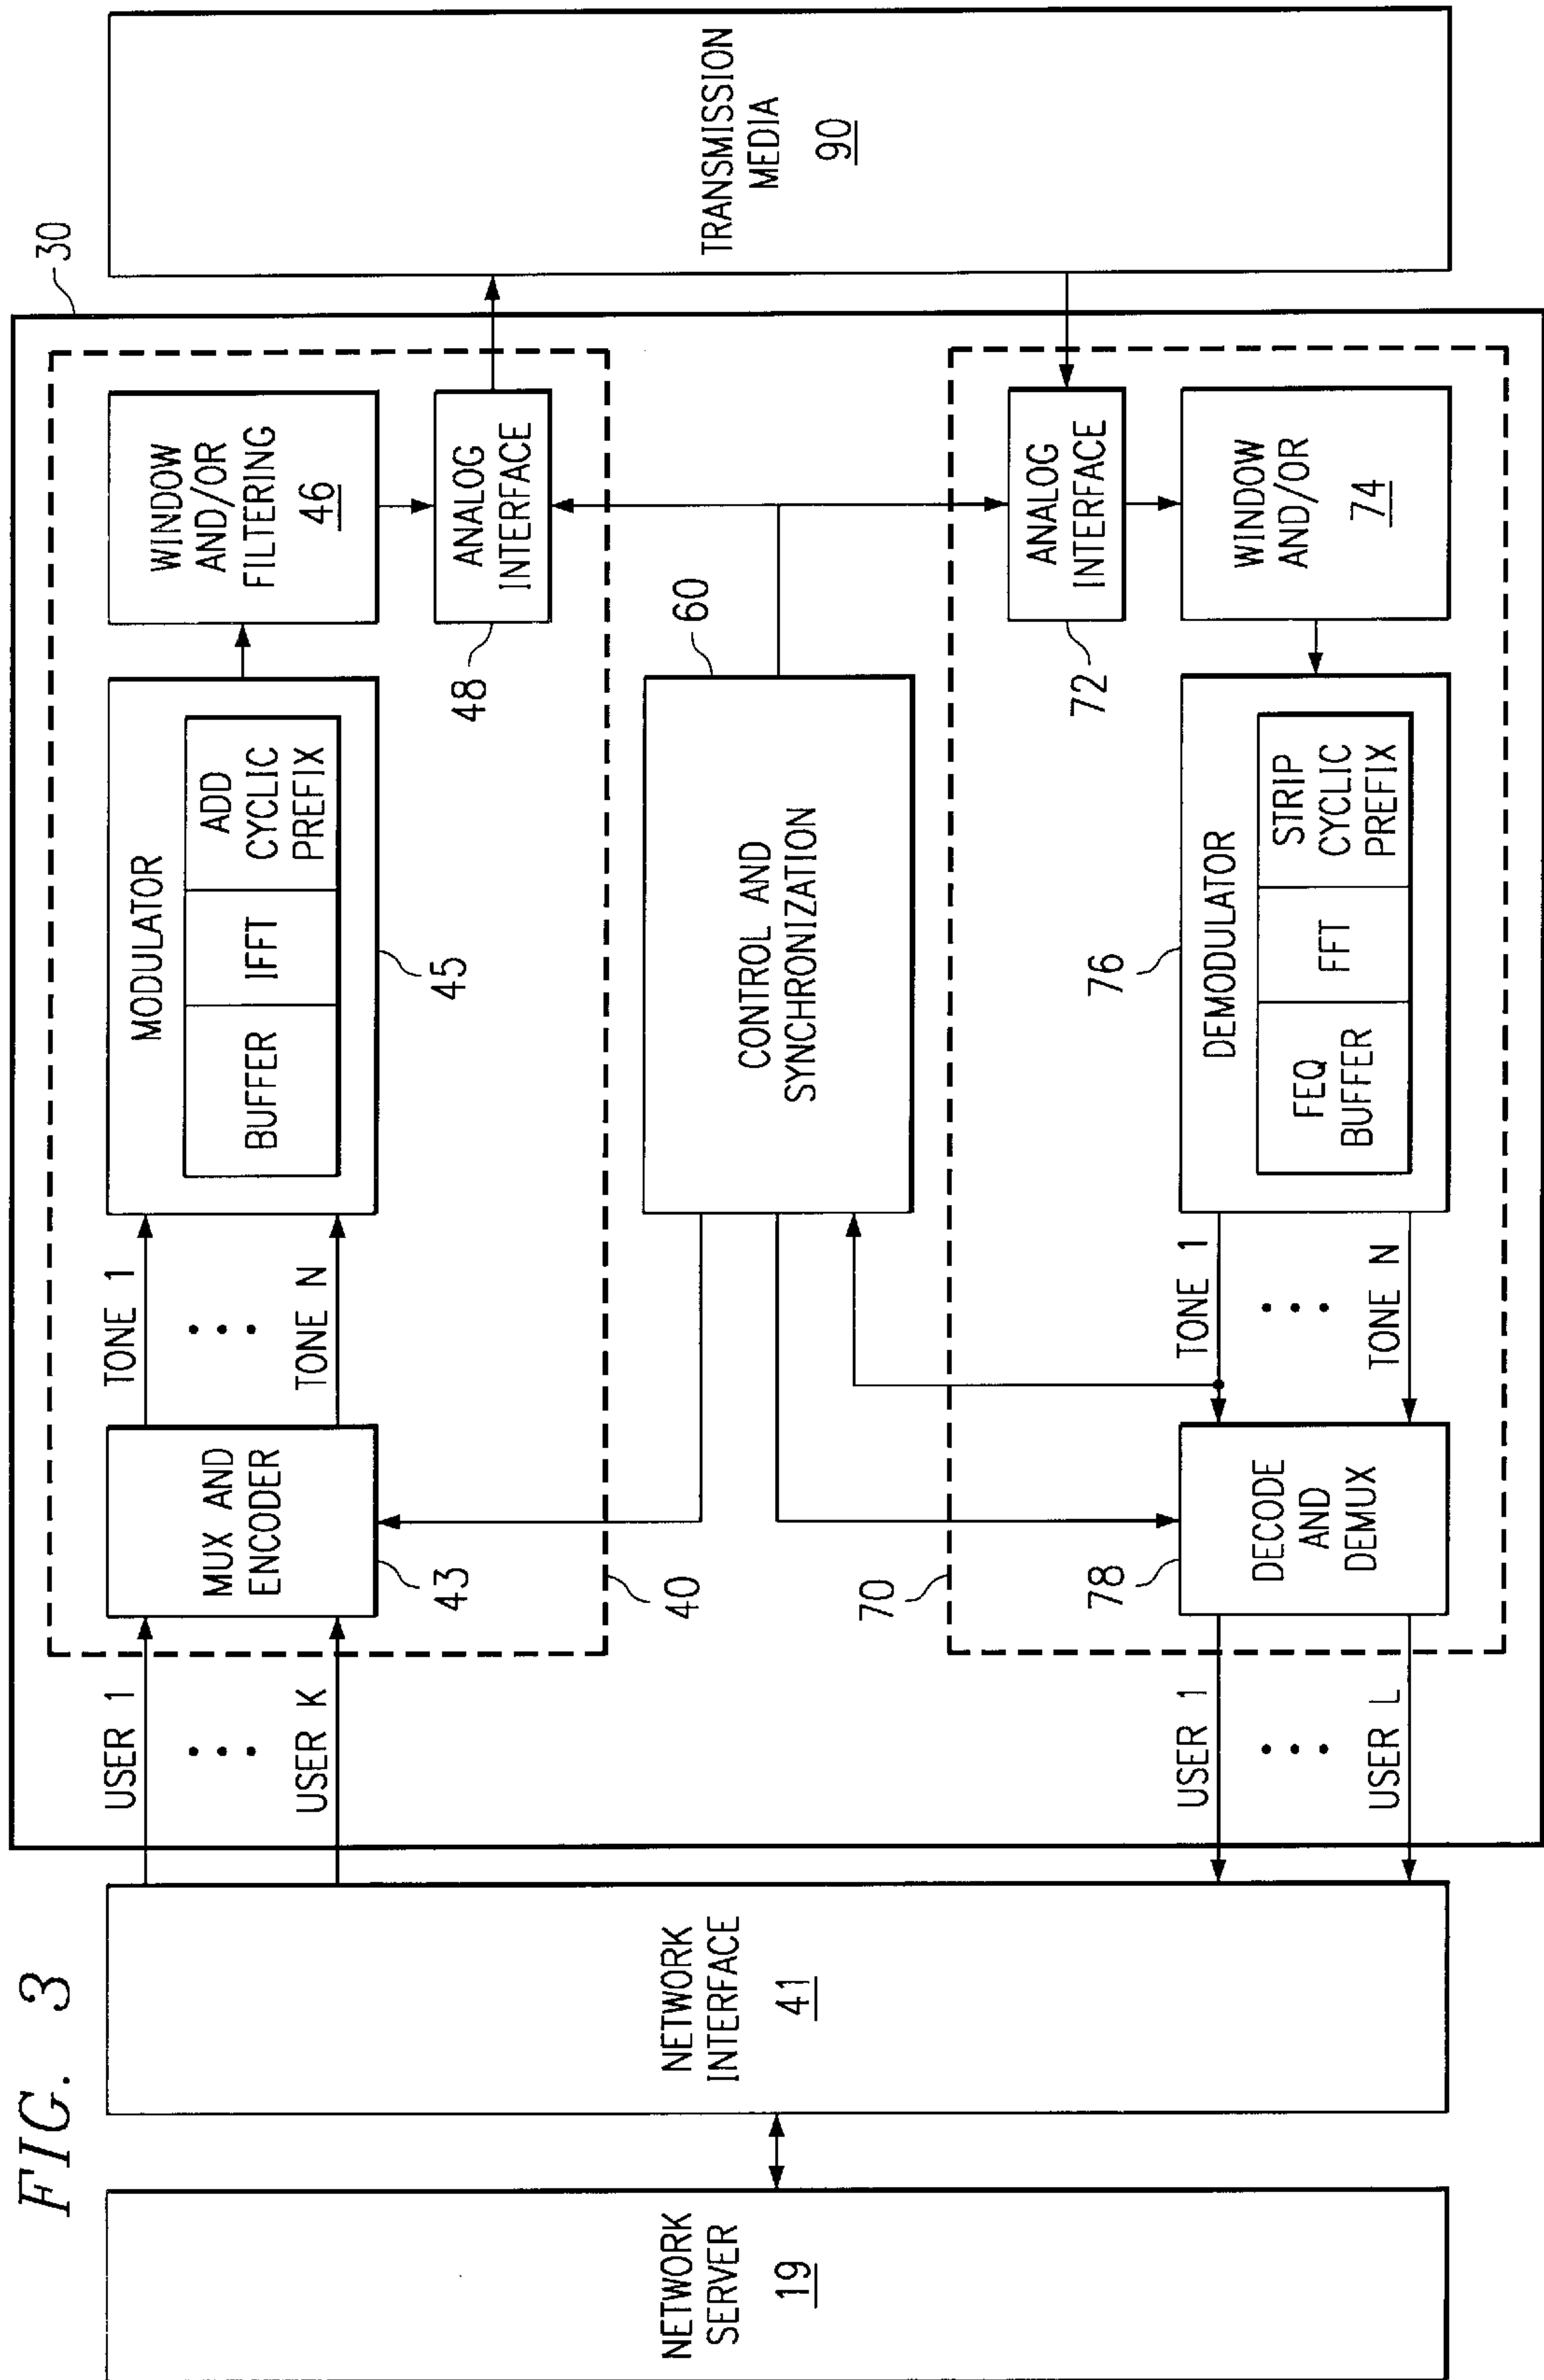 FIG. 3
NETWORK
SERVER
19
NETWORK
INTERFACE
41
30
USER 1
USER K
MUX AND
ENCODER
43
TONE 1
TONE N
MODULATOR
BUFFER
IFFT
ADD
CYCLIC
PREFIX
45
WINDOW
AND/OR
FILTERING
46
ANALOG
INTERFACE
48
40
CONTROL AND
SYNCHRONIZATION
60
70
USER 1
USER L
DECODE
AND
DEMUX
78
TONE 1
TONE N
DEMODULATOR
FEQ
BUFFER
FFT
STRIP
CYCLIC
PREFIX
76
ANALOG
INTERFACE
72
WINDOW
AND/OR
74
TRANSMISSION
MEDIA
90